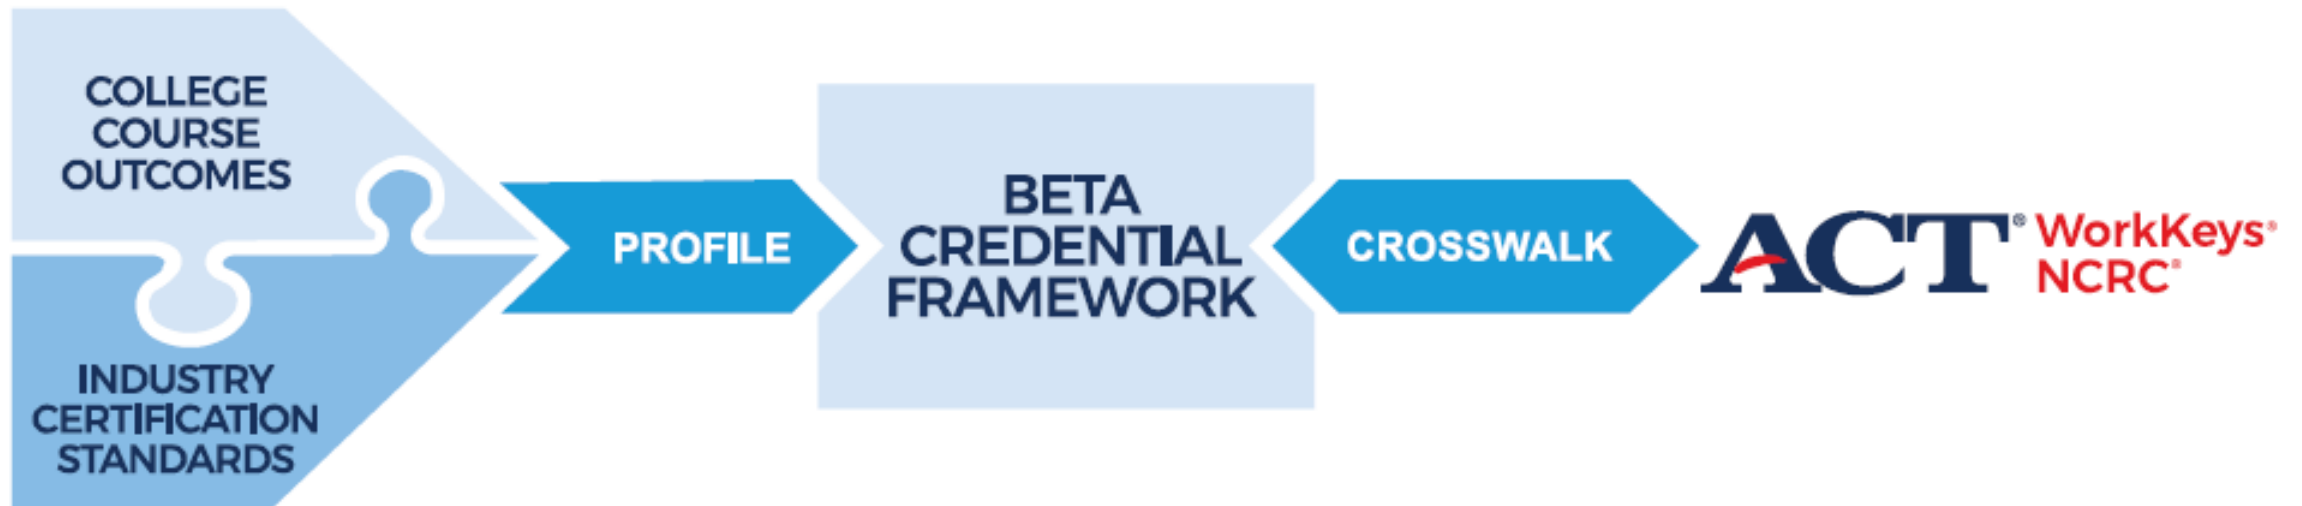 COLLEGE
COURSE
OUTCOMES
INDUSTRY
CERTIFICATION
STANDARDS
PROFILE
BETA
CREDENTIAL
FRAMEWORK
CROSSWALK
ACT® WorkKeys®
NCRC®